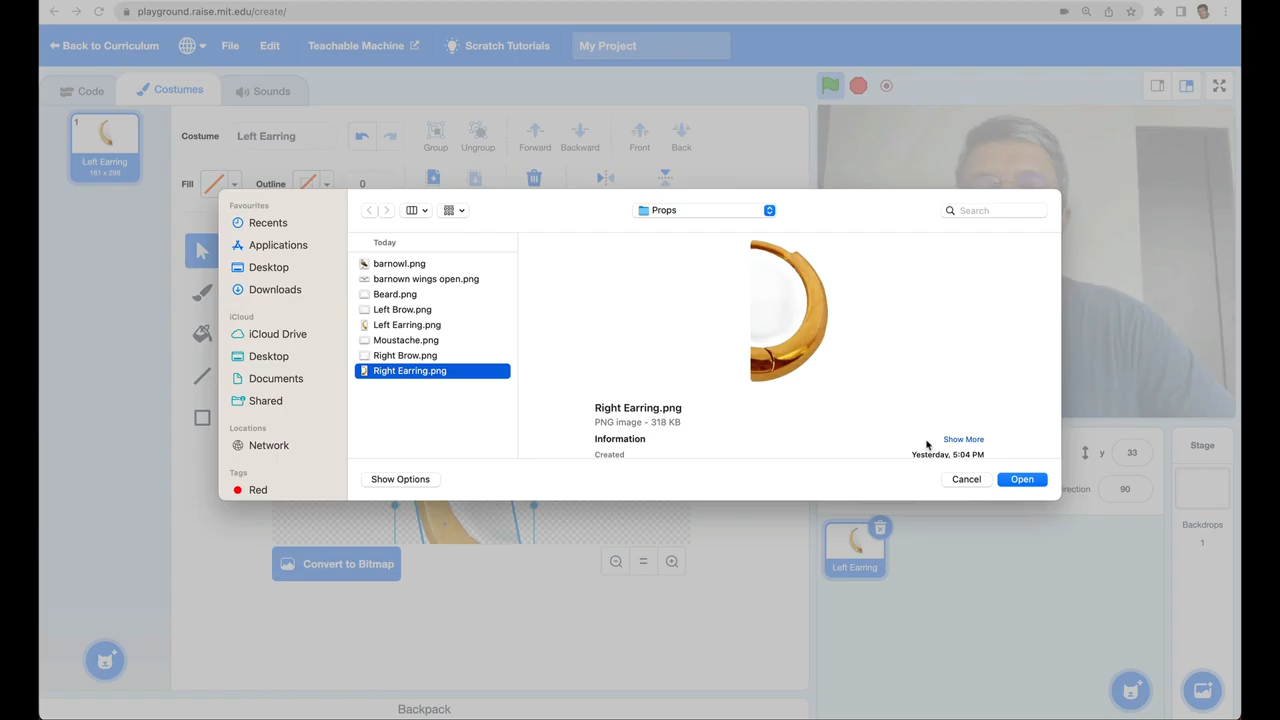 playground.raise.mit.edu/create/
Back to Curriculum
File
Edit
Teachable Machine
Scratch Tutorials
My Project
Code
Costumes
Sounds
1
Left Earring
161 x 298
Costume
Left Earring
Group
Ungroup
Forward
Backward
Front
Back
Fill
Outline
0
Favourites
Recents
Applications
Desktop
Downloads
iCloud
iCloud Drive
Desktop
Documents
Shared
Locations
Network
Tags
Red
Props
Search
Today
barnowl.png
barnown wings open.png
Beard.png
Left Brow.png
Left Earring.png
Moustache.png
Right Brow.png
Right Earring.png
Right Earring.png
PNG image - 318 KB
Information
Show More
Created
Yesterday, 5:04 PM
Show Options
Cancel
Open
y
33
irection
90
Stage
Backdrops
1
Left Earring
Convert to Bitmap
Backpack